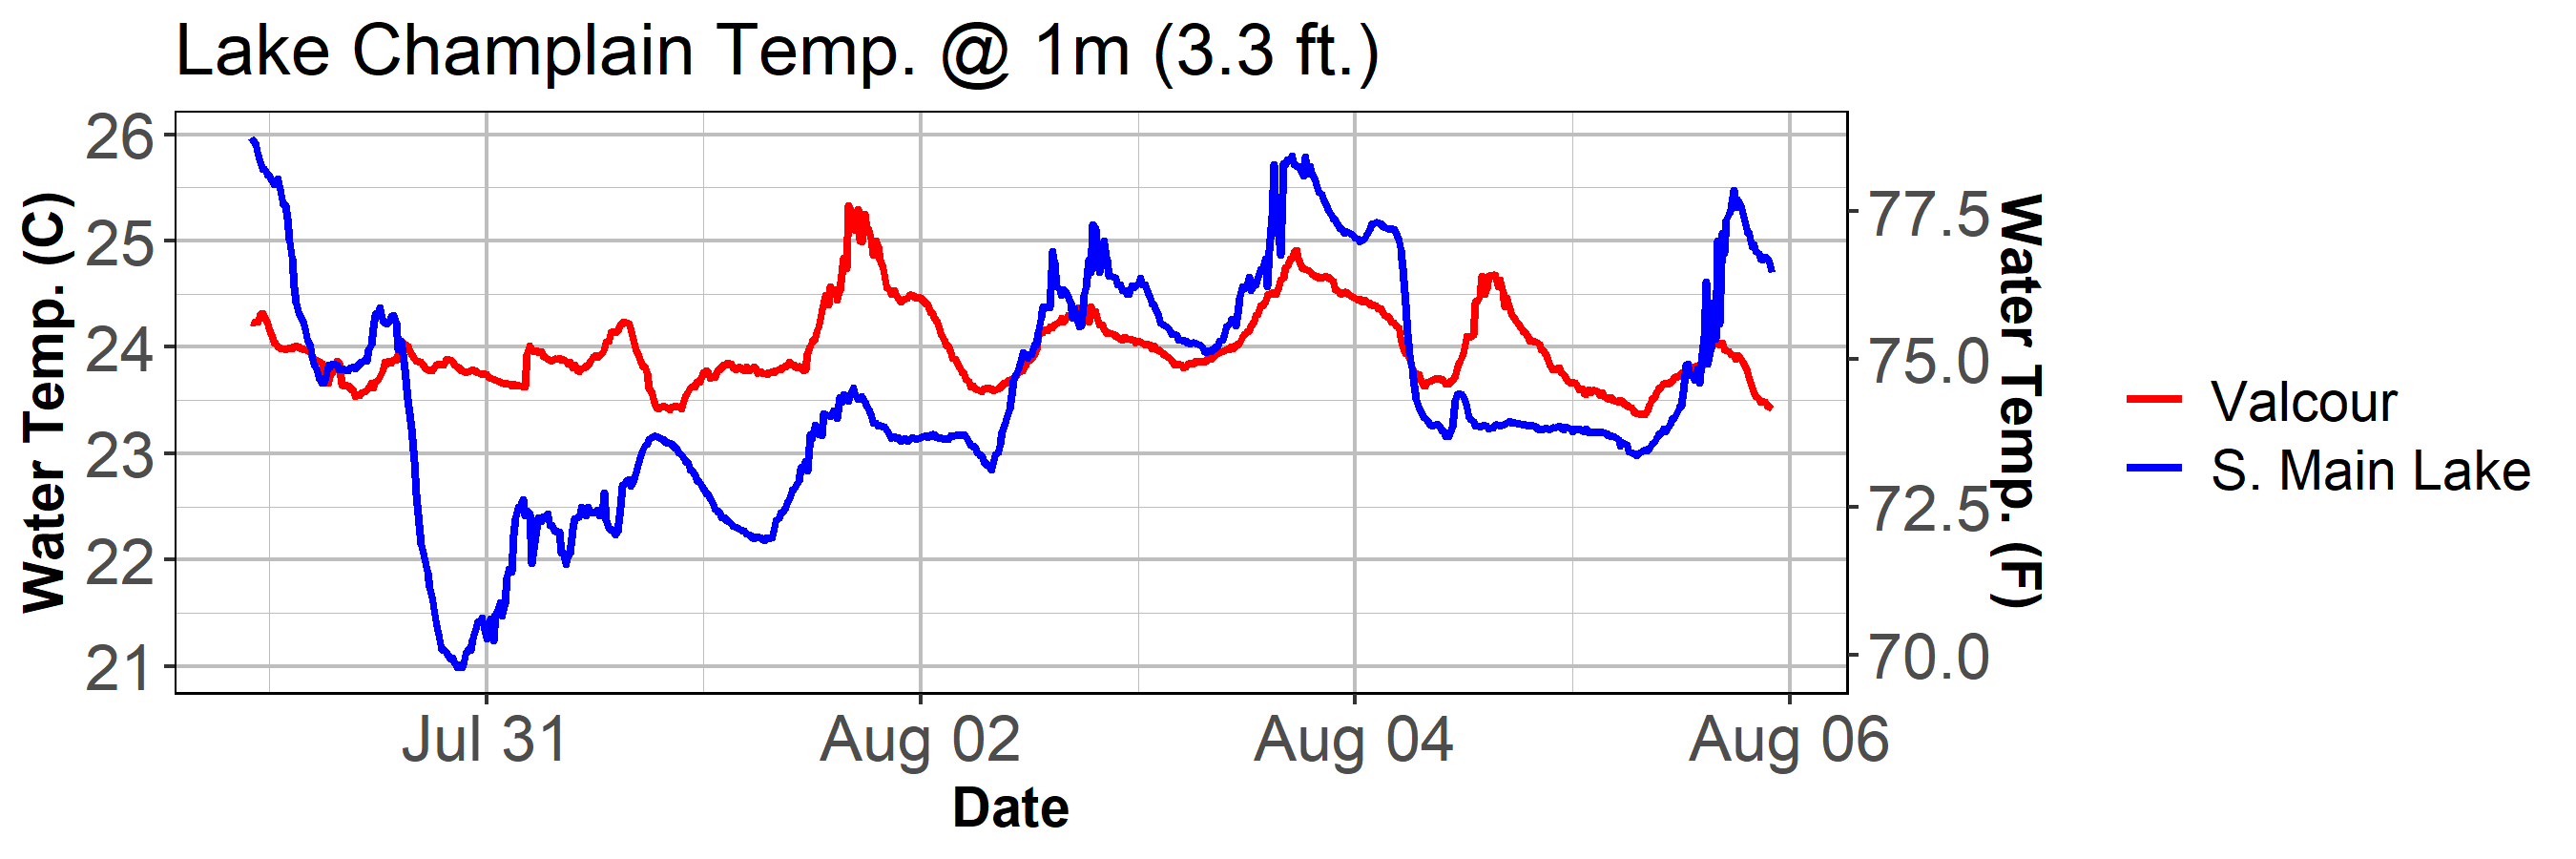 Lake Champlain Temp. @ 1m (3.3 ft.)
Water Temp. (C)
26
25
24
23
22
21
77.5
75.0
72.5
70.0
Water Temp. (F)
Jul 31
Aug 02
Aug 04
Aug 06
Date
Valcour
S. Main Lake